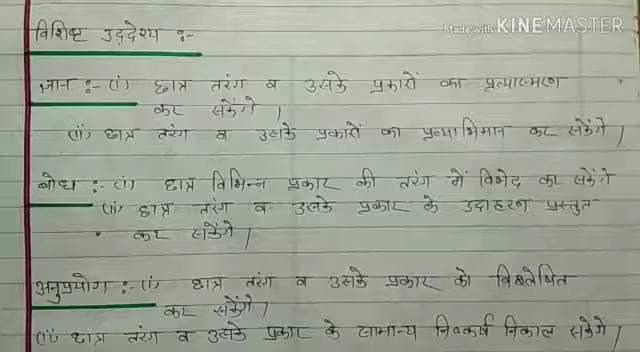 विशिष्ट उद्देश्य :-
Made with KINEMASTER
ज्ञान :- (i) छात्र तरंग व उसके प्रकारों का प्रत्यास्मरण
कर सकेंगे |
(ii) छात्र तरंग व उसके प्रकारों का प्रत्याभिमान कर सकेंगे |
बोध :- (i) छात्र विभिन्न प्रकार की तरंग में विभेद कर सकेंगे
(ii) छात्र तरंग व उसके प्रकार के उदाहरण प्रस्तुत
कर सकेंगे |
अनुप्रयोग :- (i) छात्र तरंग व उसके प्रकार को विश्लेषित
कर सकेंगे |
(ii) छात्र तरंग व उसके प्रकार के सामान्य निष्कर्ष निकाल सकेंगे |